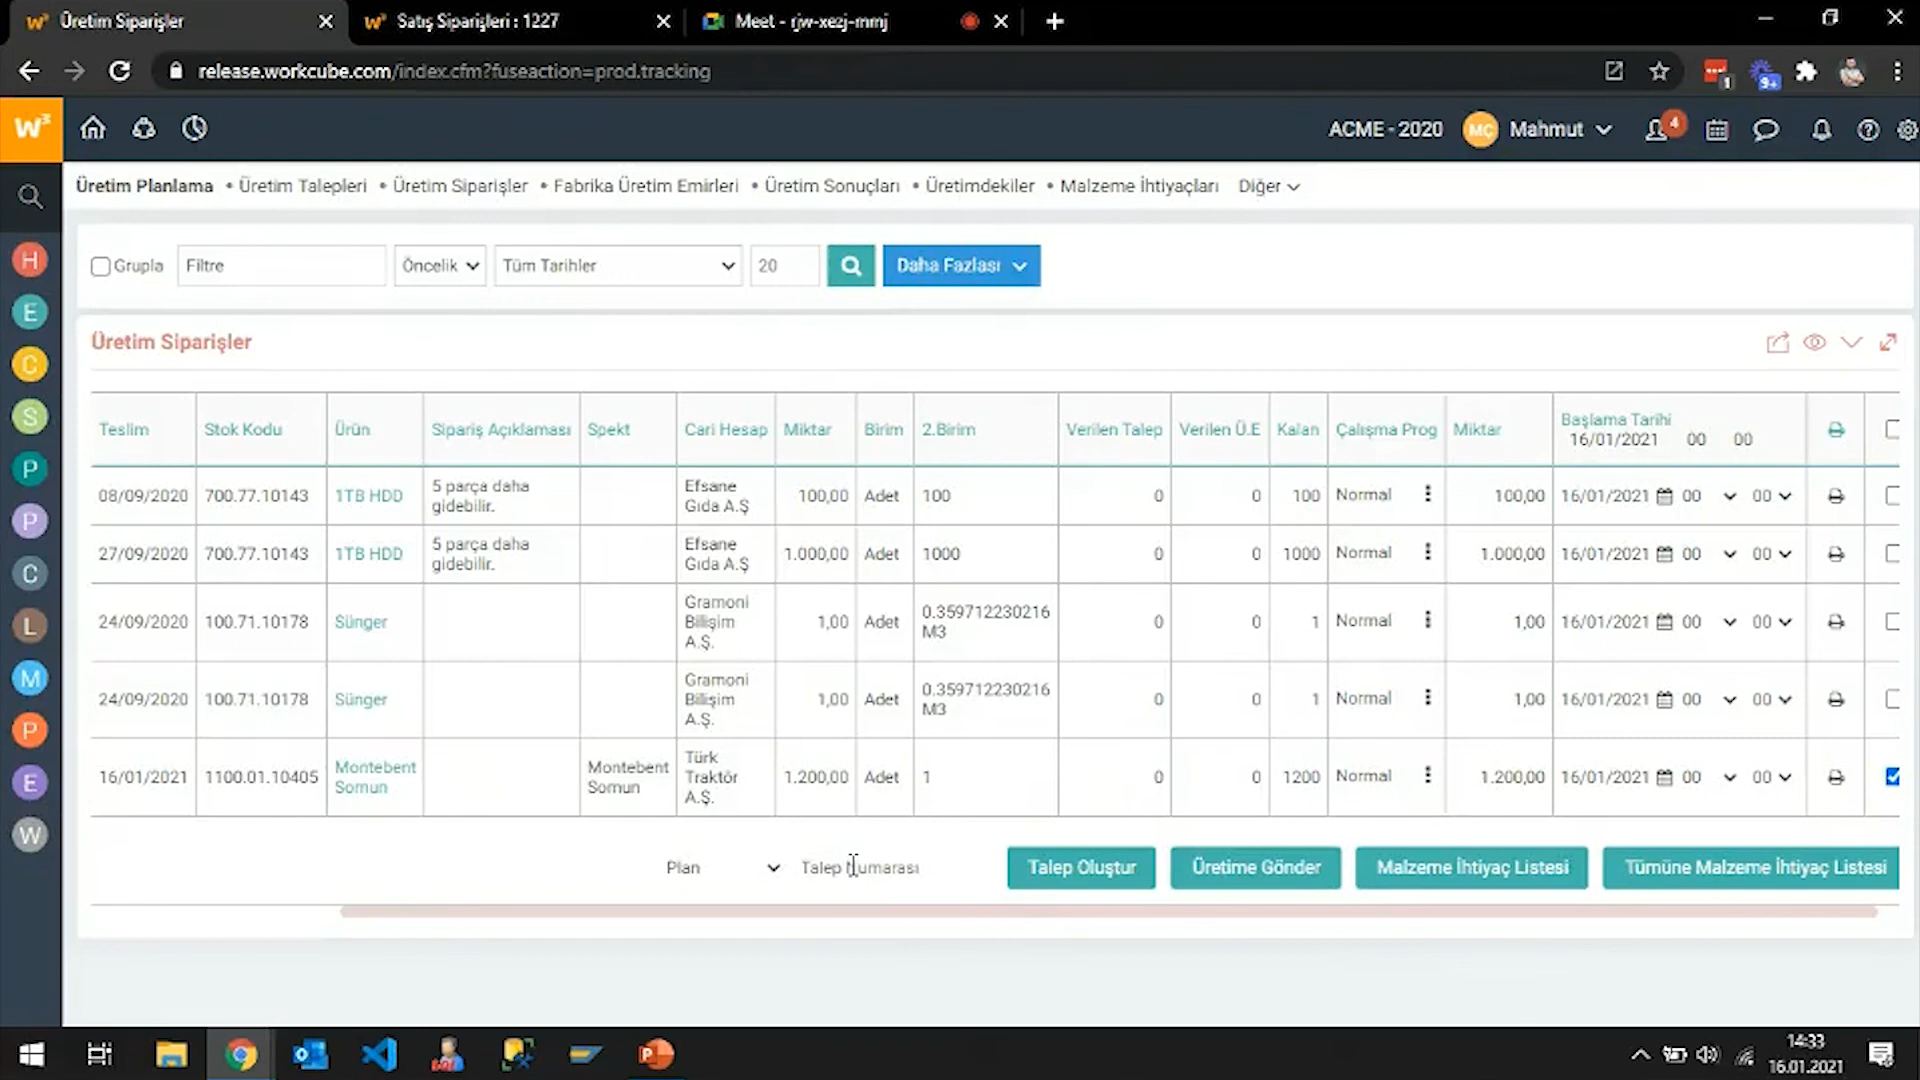 Üretim Siparişler
Satış Siparişleri : 1227
Meet - rjw-xezj-mmj
release.workcube.com/index.cfm?fuseaction=prod.tracking
1
9+
W³
ACME - 2020
MC
Mahmut
4
Üretim Planlama • Üretim Talepleri • Üretim Siparişler • Fabrika Üretim Emirleri • Üretim Sonuçları • Üretimdekiler • Malzeme İhtiyaçları Diğer
H
E
C
S
P
P
C
L
M
P
E
W
Grupla Filtre Öncelik Tüm Tarihler 20 Daha Fazlası
Üretim Siparişler
Teslim Stok Kodu Ürün Sipariş Açıklaması Spekt Cari Hesap Miktar Birim 2.Birim Verilen Talep Verilen Ü.E Kalan Çalışma Prog Miktar Başlama Tarihi
16/01/2021 00 00
08/09/2020 700.77.10143 1TB HDD 5 parça daha gidebilir. Efsane Gıda A.Ş 100,00 Adet 100 0 0 100 Normal 100,00 16/01/2021 00 00
27/09/2020 700.77.10143 1TB HDD 5 parça daha gidebilir. Efsane Gıda A.Ş 1.000,00 Adet 1000 0 0 1000 Normal 1.000,00 16/01/2021 00 00
24/09/2020 100.71.10178 Sünger Gramoni Bilişim A.Ş. 1,00 Adet 0.359712230216 M3 0 0 1 Normal 1,00 16/01/2021 00 00
24/09/2020 100.71.10178 Sünger Gramoni Bilişim A.Ş. 1,00 Adet 0.359712230216 M3 0 0 1 Normal 1,00 16/01/2021 00 00
16/01/2021 1100.01.10405 Montebent Somun Montebent Somun Türk Traktör A.Ş. 1.200,00 Adet 1 0 0 1200 Normal 1.200,00 16/01/2021 00 00
Plan Talep Numarası Talep Oluştur Üretime Gönder Malzeme İhtiyaç Listesi Tümüne Malzeme İhtiyaç Listesi
14:33
16.01.2021